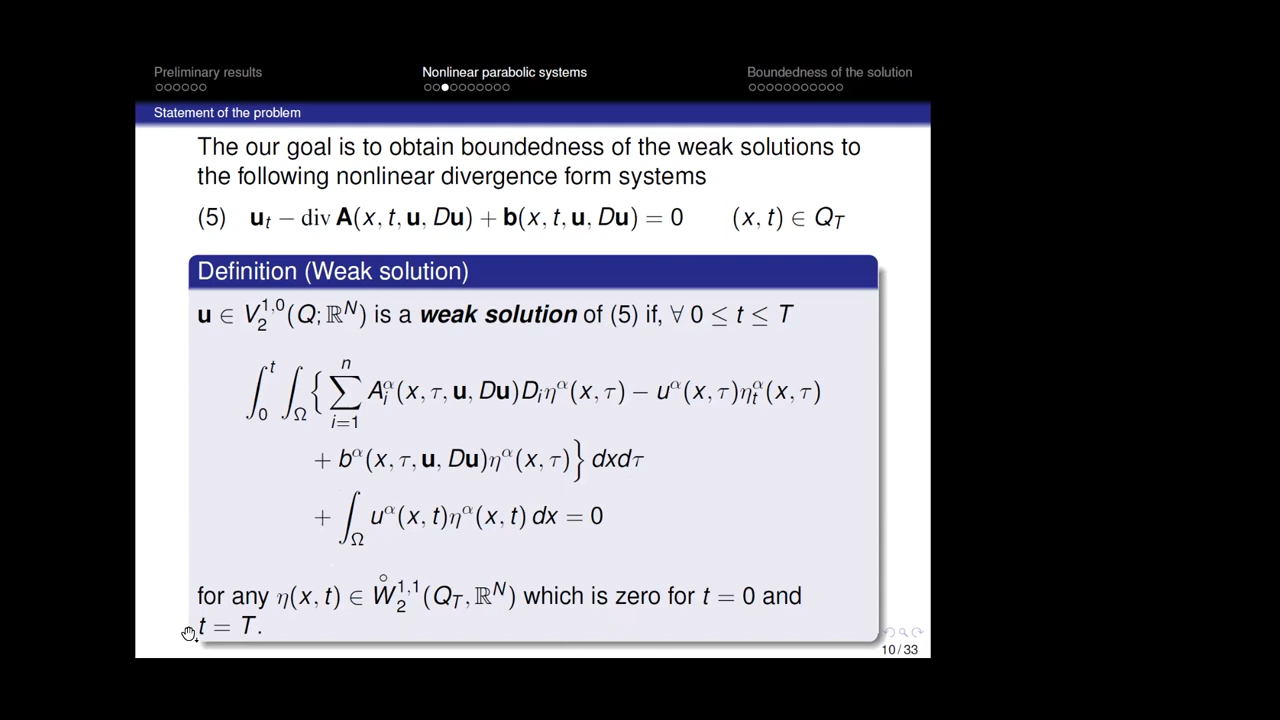 Preliminary results Nonlinear parabolic systems Boundedness of the solution
Statement of the problem
The our goal is to obtain boundedness of the weak solutions to
the following nonlinear divergence form systems
(5) 𝐮ₜ − div 𝐀(x, t, 𝐮, D𝐮) + 𝐛(x, t, 𝐮, D𝐮) = 0 (x, t) ∈ Q_T
Definition (Weak solution)
𝐮 ∈ V_2^{1,0}(Q; ℝ^N) is a weak solution of (5) if, ∀ 0 ≤ t ≤ T
∫_0^t ∫_Ω { ∑_{i=1}^n A_i^α(x, τ, 𝐮, D𝐮)D_iη^α(x, τ) − u^α(x, τ)η_t^α(x, τ)
+ b^α(x, τ, 𝐮, D𝐮)η^α(x, τ) } dxdτ
+ ∫_Ω u^α(x, t)η^α(x, t) dx = 0
for any η(x, t) ∈ W̊_2^{1,1}(Q_T, ℝ^N) which is zero for t = 0 and
t = T.
10 / 33